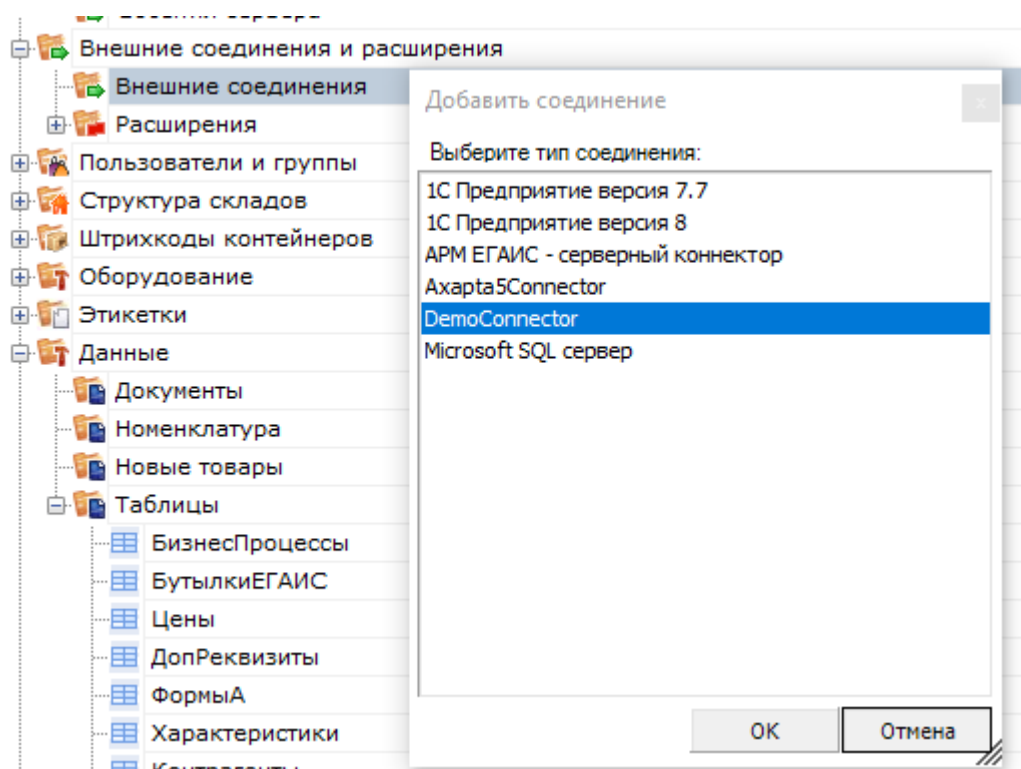 Внешние соединения и расширения
Внешние соединения
Расширения
Пользователи и группы
Структура складов
Штрихкоды контейнеров
Оборудование
Этикетки
Данные
Документы
Номенклатура
Новые товары
Таблицы
БизнесПроцессы
БутылкиЕГАИС
Цены
ДопРеквизиты
ФормыА
Характеристики
Добавить соединение
x
Выберите тип соединения:
1С Предприятие версия 7.7
1С Предприятие версия 8
АРМ ЕГАИС - серверный коннектор
Axapta5Connector
DemoConnector
Microsoft SQL сервер
ОК
Отмена